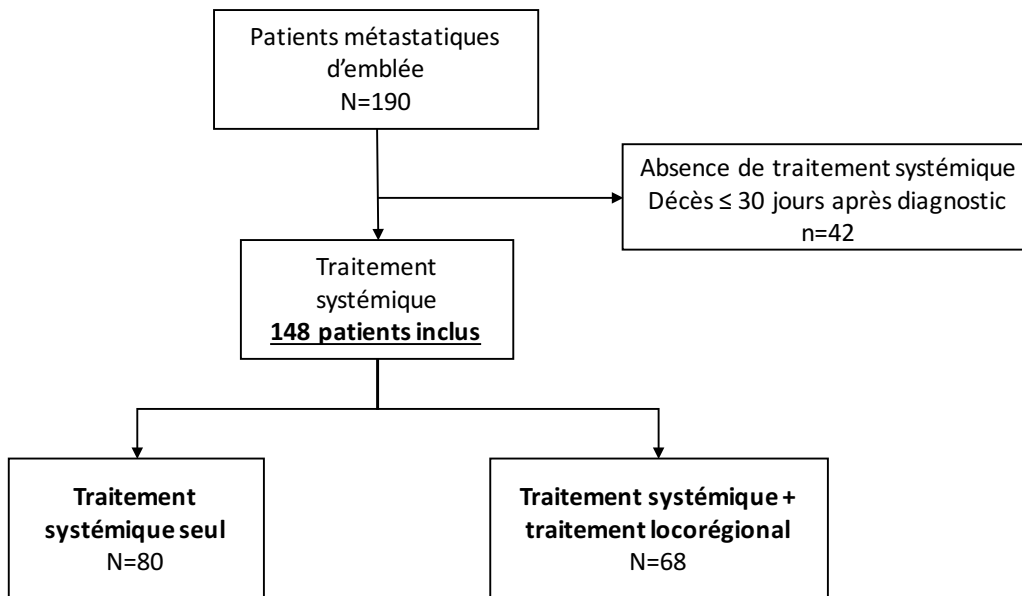 Patients métastatiques
d'emblée
N=190
Absence de traitement systémique
Décès ≤ 30 jours après diagnostic
n=42
Traitement
systémique
148 patients inclus
Traitement
systémique seul
N=80
Traitement systémique +
traitement locorégional
N=68